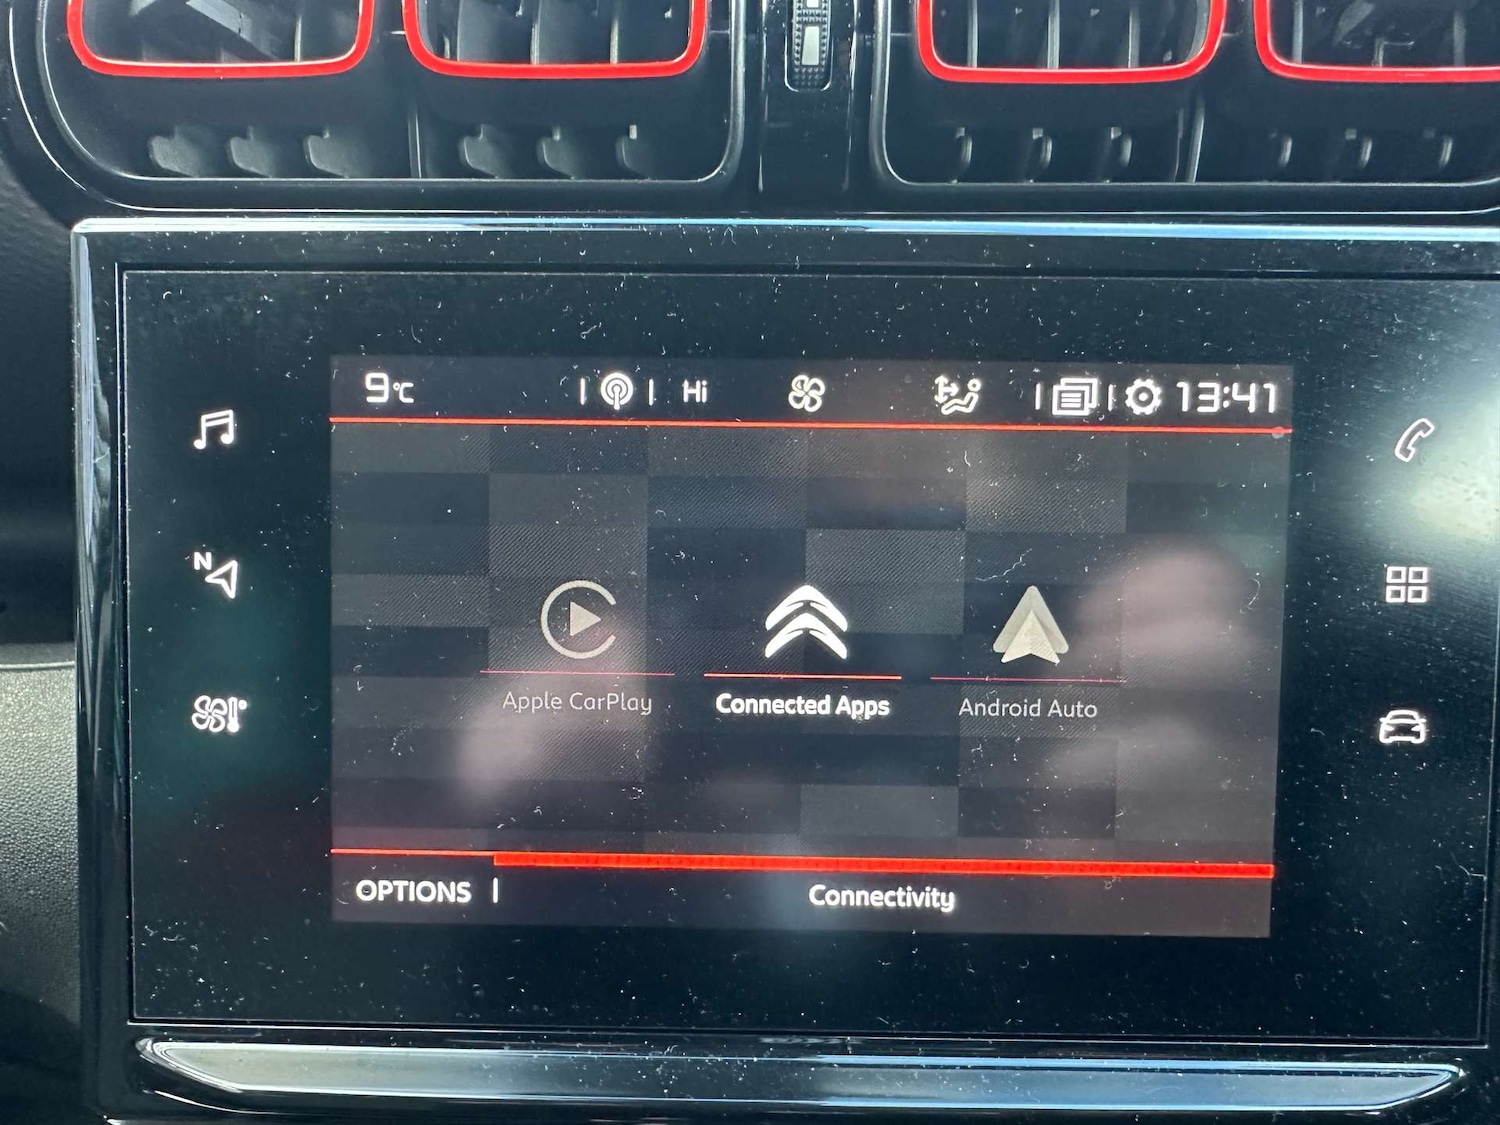 9°C Hi 13:41
N
Apple CarPlay Connected Apps Android Auto
OPTIONS Connectivity